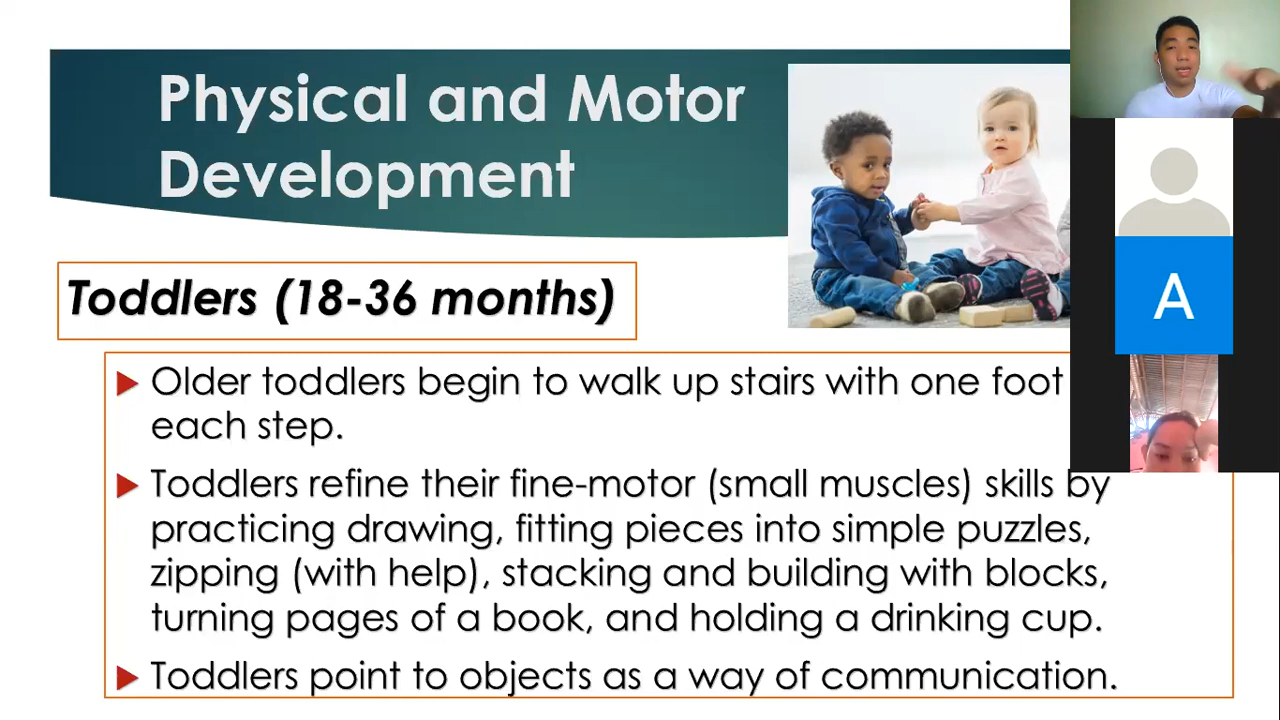 Physical and Motor
Development
Toddlers (18-36 months)
Older toddlers begin to walk up stairs with one foot
each step.
Toddlers refine their fine-motor (small muscles) skills by
practicing drawing, fitting pieces into simple puzzles,
zipping (with help), stacking and building with blocks,
turning pages of a book, and holding a drinking cup.
Toddlers point to objects as a way of communication.
A